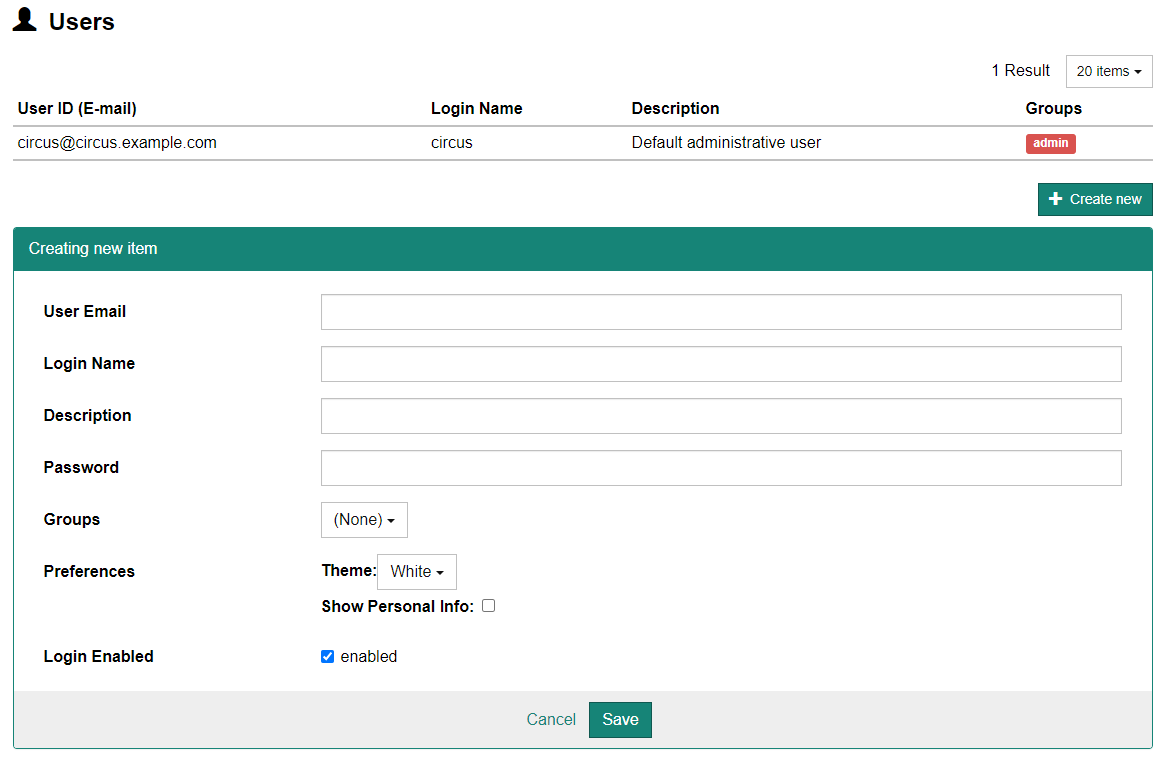 Users
1 Result 20 items
User ID (E-mail) Login Name Description Groups
circus@circus.example.com circus Default administrative user admin
Create new
Creating new item
User Email
Login Name
Description
Password
Groups (None)
Preferences Theme: White
Show Personal Info:
Login Enabled enabled
Cancel Save